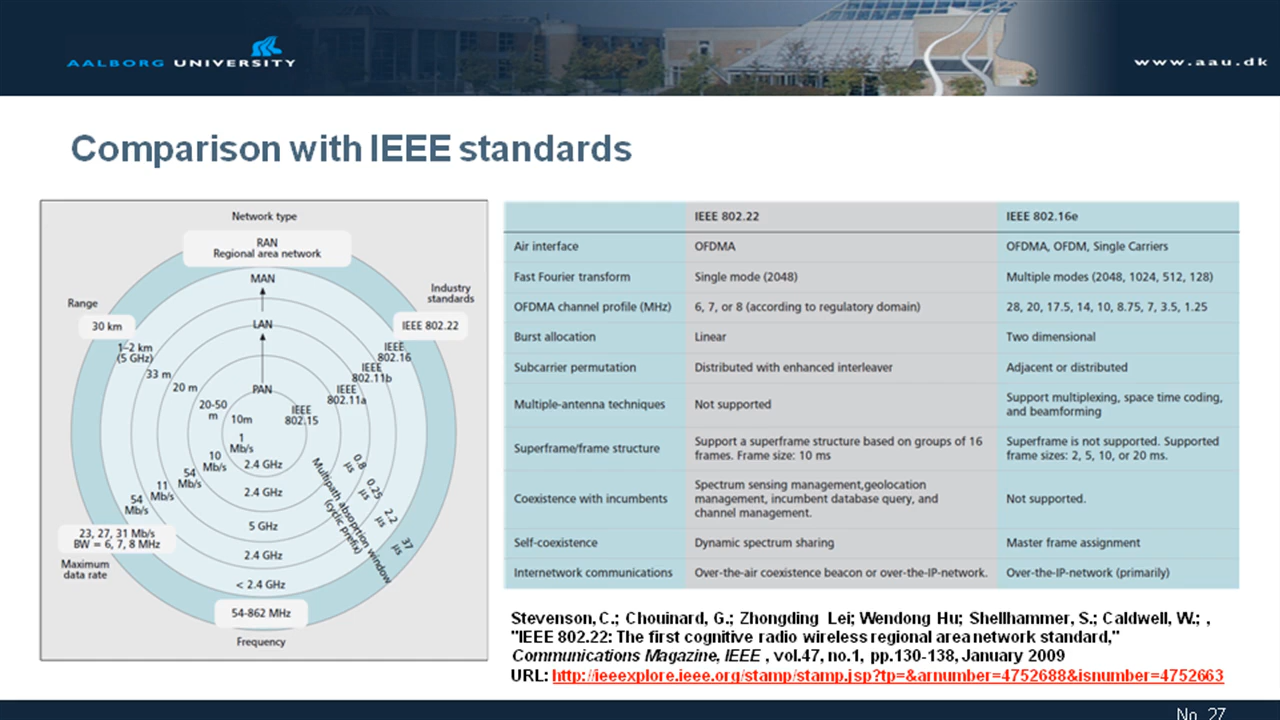 AALBORG UNIVERSITY
www.aau.dk
Comparison with IEEE standards
Network type
RAN
Regional area network
MAN
Industry
standards
Range
30 km
LAN
IEEE 802.22
1–2 km
(5 GHz)
IEEE
802.16
33 m
IEEE
802.11b
20 m
PAN
IEEE
802.11a
20-50
m
10m
IEEE
802.15
1
Mb/s
10
Mb/s
2.4 GHz
54
Mb/s
11
Mb/s
2.4 GHz
54
Mb/s
5 GHz
23, 27, 31 Mb/s
BW = 6, 7, 8 MHz
2.4 GHz
Maximum
data rate
< 2.4 GHz
54-862 MHz
Frequency
0.8
µs
0.25
µs
2.2
µs
37
µs
Multipath absorption window
(cyclic prefix)
IEEE 802.22 IEEE 802.16e
Air interface OFDMA OFDMA, OFDM, Single Carriers
Fast Fourier transform Single mode (2048) Multiple modes (2048, 1024, 512, 128)
OFDMA channel profile (MHz) 6, 7, or 8 (according to regulatory domain) 28, 20, 17.5, 14, 10, 8.75, 7, 3.5, 1.25
Burst allocation Linear Two dimensional
Subcarrier permutation Distributed with enhanced interleaver Adjacent or distributed
Multiple-antenna techniques Not supported Support multiplexing, space time coding,
and beamforming
Superframe/frame structure Support a superframe structure based on groups of 16 Superframe is not supported. Supported
frames. Frame size: 10 ms frame sizes: 2, 5, 10, or 20 ms.
Coexistence with incumbents Spectrum sensing management,geolocation
management, incumbent database query, and Not supported.
channel management.
Self-coexistence Dynamic spectrum sharing Master frame assignment
Internetwork communications Over-the-air coexistence beacon or over-the-IP-network. Over-the-IP-network (primarily)
Stevenson,C.; Chouinard, G.; Zhongding Lei; Wendong Hu; Shellhammer, S.; Caldwell, W.; ,
"IEEE 802.22: The first cognitive radio wireless regional area network standard,"
Communications Magazine, IEEE , vol.47, no.1, pp.130-138, January 2009
URL: http://ieeexplore.ieee.org/stamp/stamp.jsp?tp=&arnumber=4752688&isnumber=4752663
No. 27